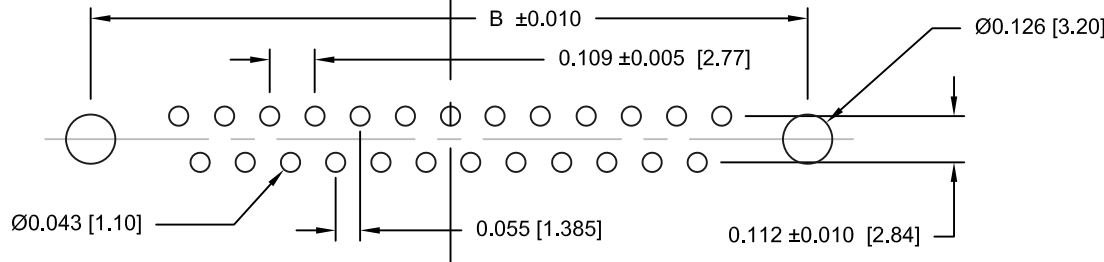 B ±0.010
Ø0.126 [3.20]
0.109 ±0.005 [2.77]
Ø0.043 [1.10]
0.055 [1.385]
0.112 ±0.010 [2.84]